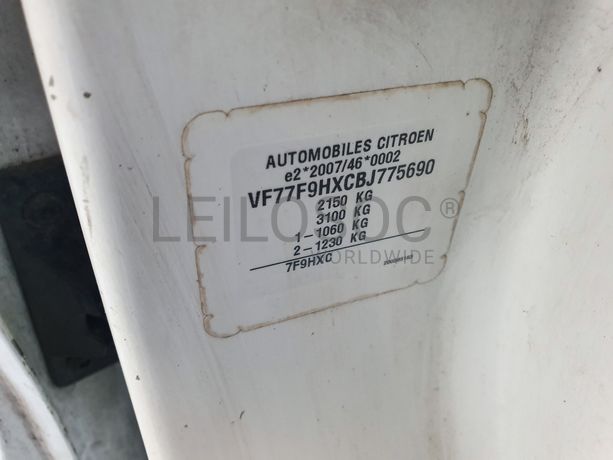 AUTOMOBILES CITROEN
e2*2007/46*0002
VF77F9HXCBJ775690
2150 KG
3100 KG
1-1060 KG
2-1230 KG
7F9HXC
LEILOTOC®
WORLDWIDE